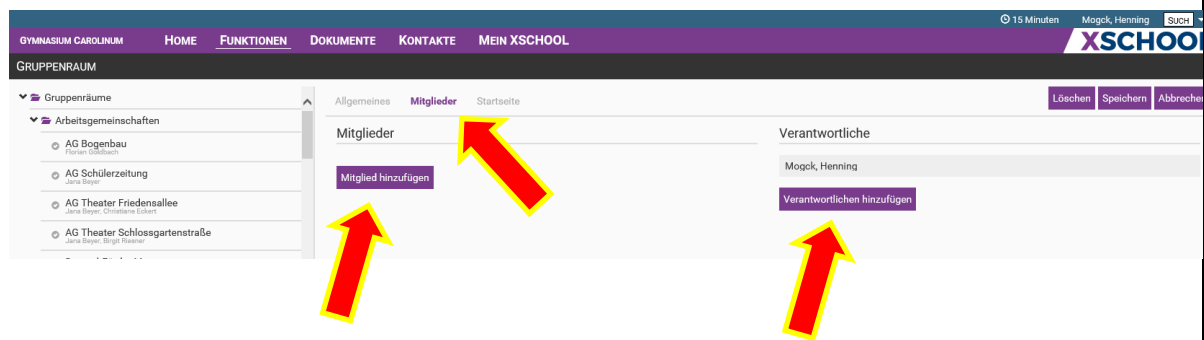 15 Minuten Mogck, Henning SUCH
GYMNASIUM CAROLINUM HOME FUNKTIONEN DOKUMENTE KONTAKTE MEIN XSCHOOL XSCHOOL
GRUPPENRAUM
Gruppenräume
Allgemeines Mitglieder Startseite Löschen Speichern Abbreche
Arbeitsgemeinschaften
Mitglieder Verantwortliche
AG Bogenbau
Florian Goldbach
Mogck, Henning
AG Schülerzeitung
Jana Beyer
Mitglied hinzufügen
Verantwortlichen hinzufügen
AG Theater Friedensallee
Jana Beyer, Christiane Eckert
AG Theater Schlossgartenstraße
Jana Beyer, Birgit Riesner